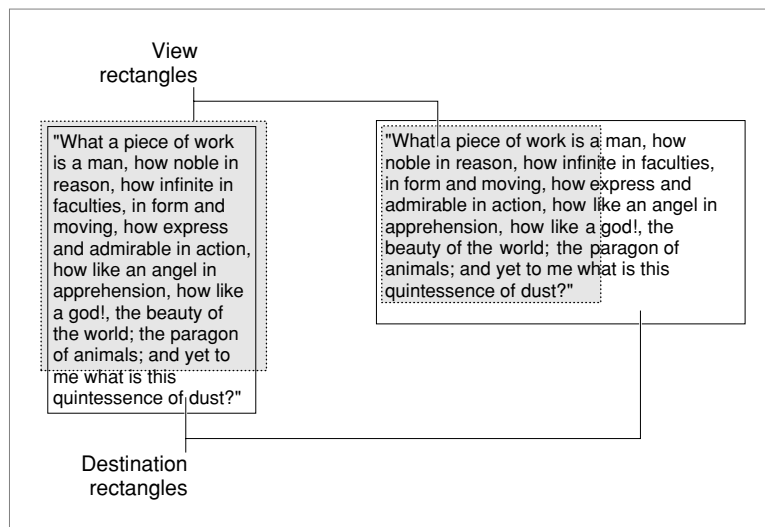 View
rectangles
"What a piece of work
is a man, how noble in
reason, how infinite in
faculties, in form and
moving, how express
and admirable in action,
how like an angel in
apprehension, how like
a god!, the beauty of
the world; the paragon
of animals; and yet to
me what is this
quintessence of dust?"
"What a piece of work is a man, how
noble in reason, how infinite in faculties,
in form and moving, how express and
admirable in action, how like an angel in
apprehension, how like a god!, the
beauty of the world; the paragon of
animals; and yet to me what is this
quintessence of dust?"
Destination
rectangles